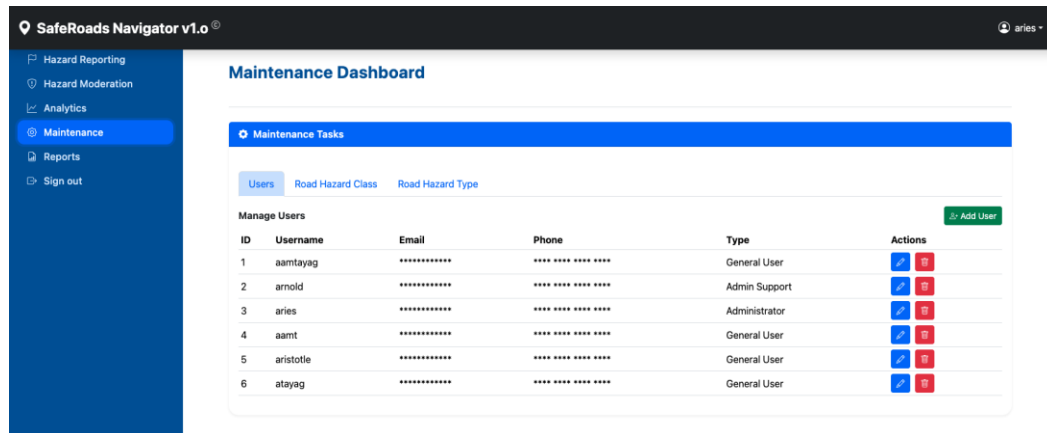 SafeRoads Navigator v1.o ©
aries
Hazard Reporting
Hazard Moderation
Analytics
Maintenance
Reports
Sign out
Maintenance Dashboard
Maintenance Tasks
Users Road Hazard Class Road Hazard Type
Manage Users
Add User
ID Username Email Phone Type Actions
1 aamtayag ************ **** **** **** **** General User
2 arnold ************ **** **** **** **** Admin Support
3 aries ************ **** **** **** **** Administrator
4 aamt ************ **** **** **** **** General User
5 aristotle ************ **** **** **** **** General User
6 atayag ************ **** **** **** **** General User